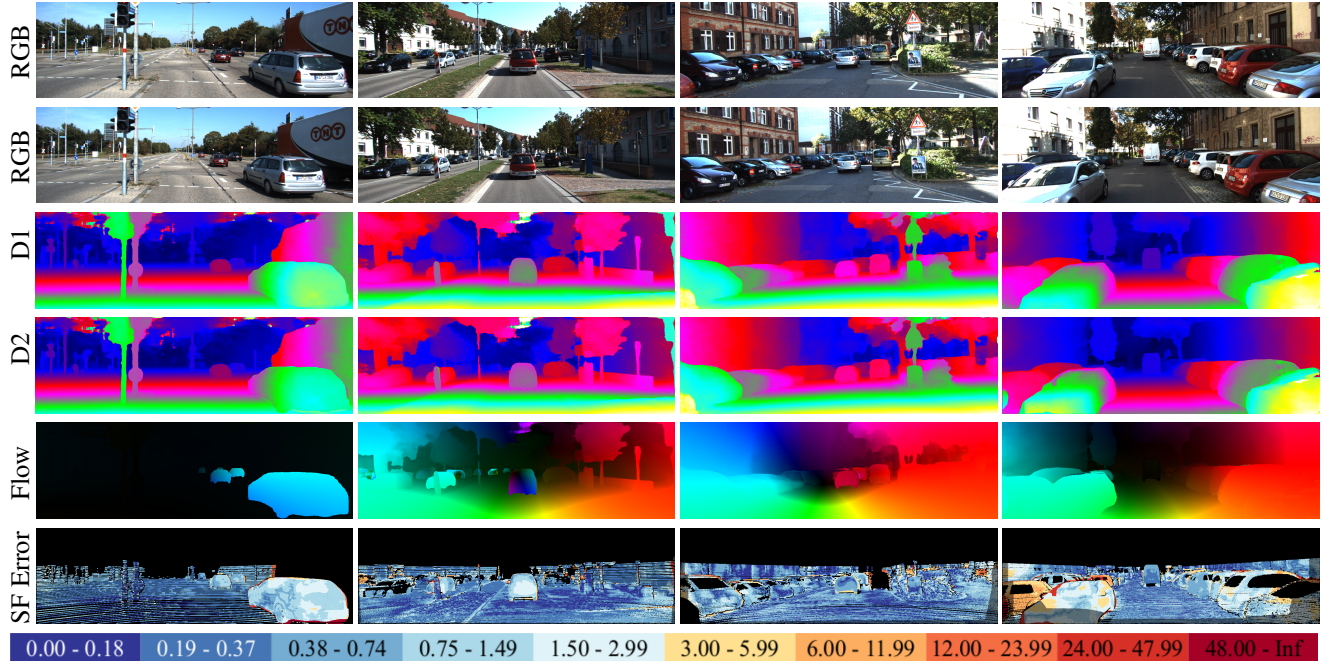 RGB
TNT
RGB
TNT
D1
D2
Flow
SF Error
0.00 - 0.18
0.19 - 0.37
0.38 - 0.74
0.75 - 1.49
1.50 - 2.99
3.00 - 5.99
6.00 - 11.99
12.00 - 23.99
24.00 - 47.99
48.00 - Inf